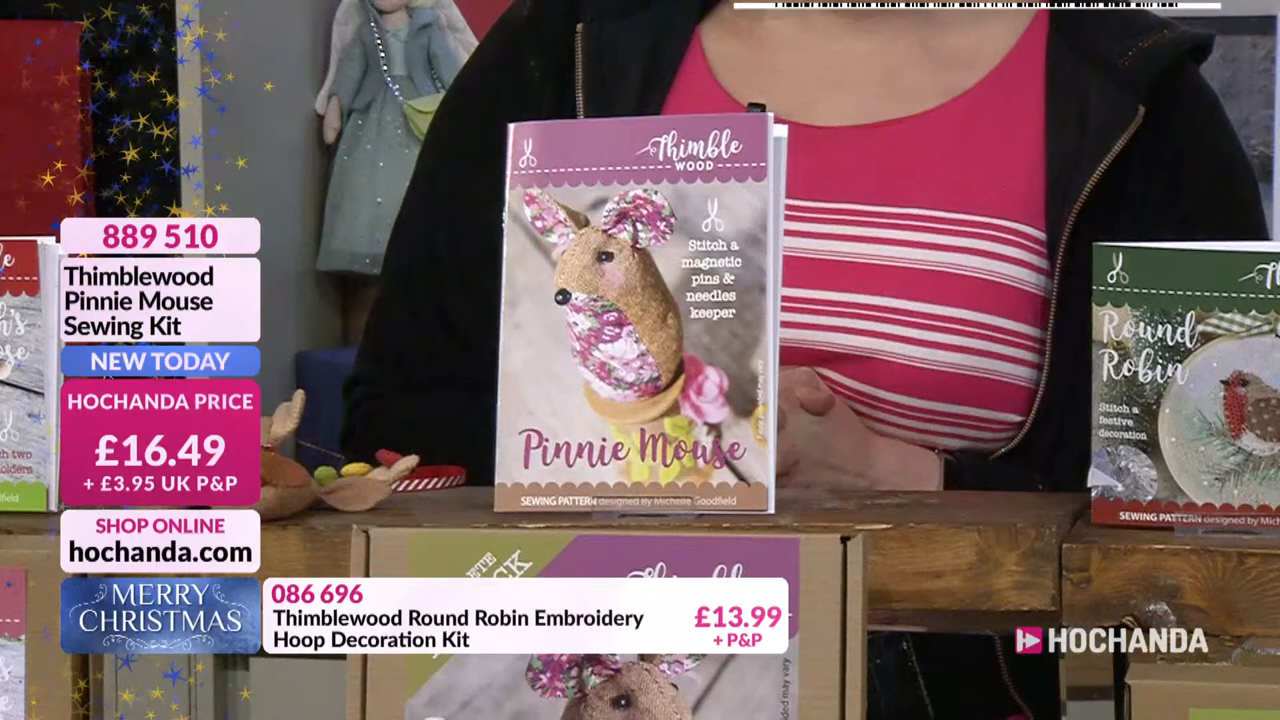 889 510
Thimblewood
Pinnie Mouse
Sewing Kit
NEW TODAY
HOCHANDA PRICE
£16.49
+ £3.95 UK P&P
SHOP ONLINE
hochanda.com
MERRY
CHRISTMAS
086 696
Thimblewood Round Robin Embroidery
Hoop Decoration Kit
£13.99
+ P&P
HOCHANDA
Thimble
WOOD
Stitch a
magnetic
pins &
needles
keeper
Pinnie Mouse
SEWING PATTERN designed By Michelle Goodfield
Round
Robin
Stitch a
festive
decoration
SEWING PATTERN designed by